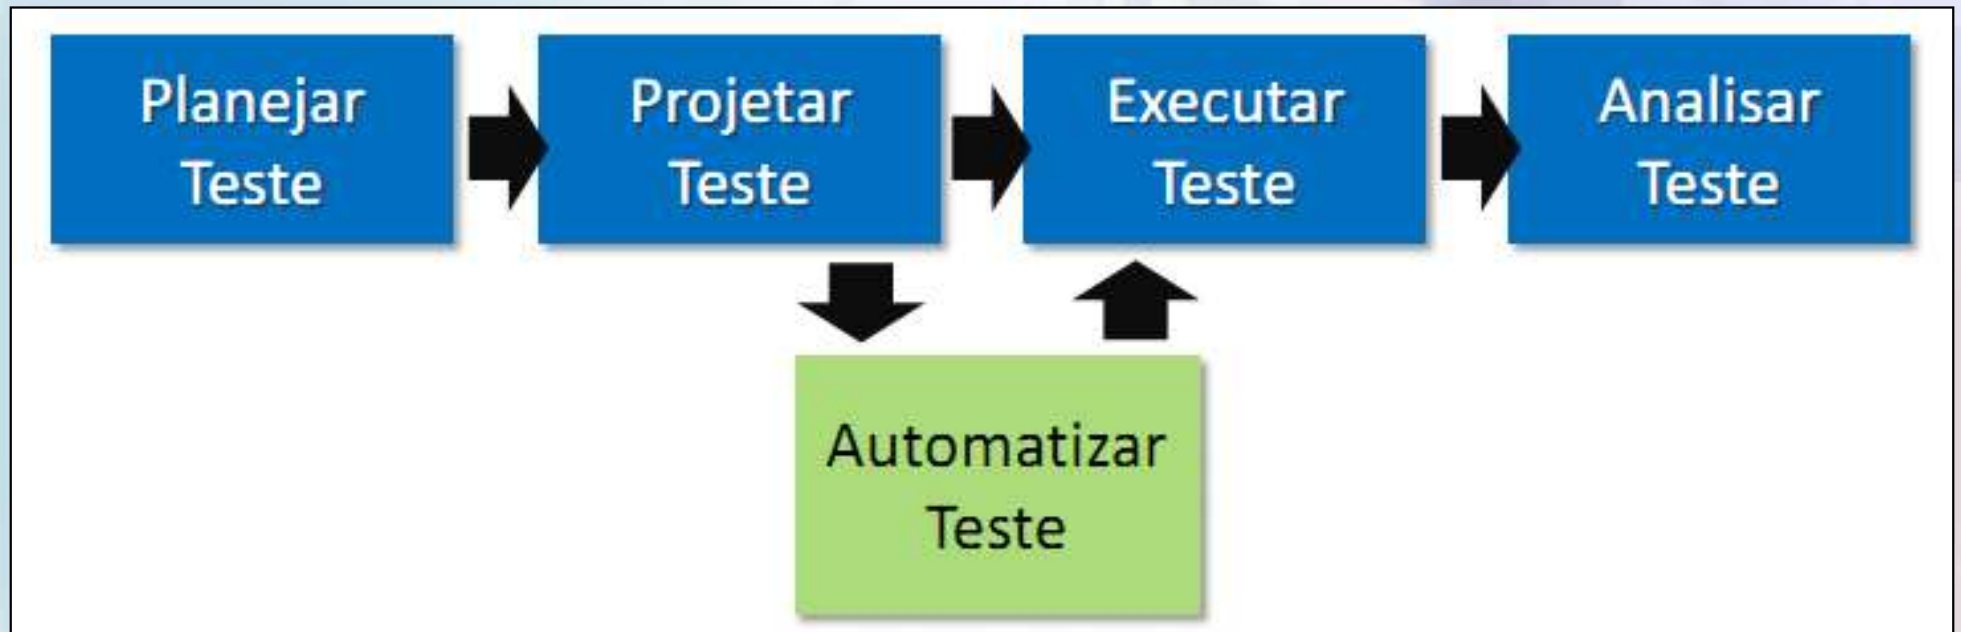 Planejar
Teste
Projetar
Teste
Executar
Teste
Analisar
Teste
Automatizar
Teste